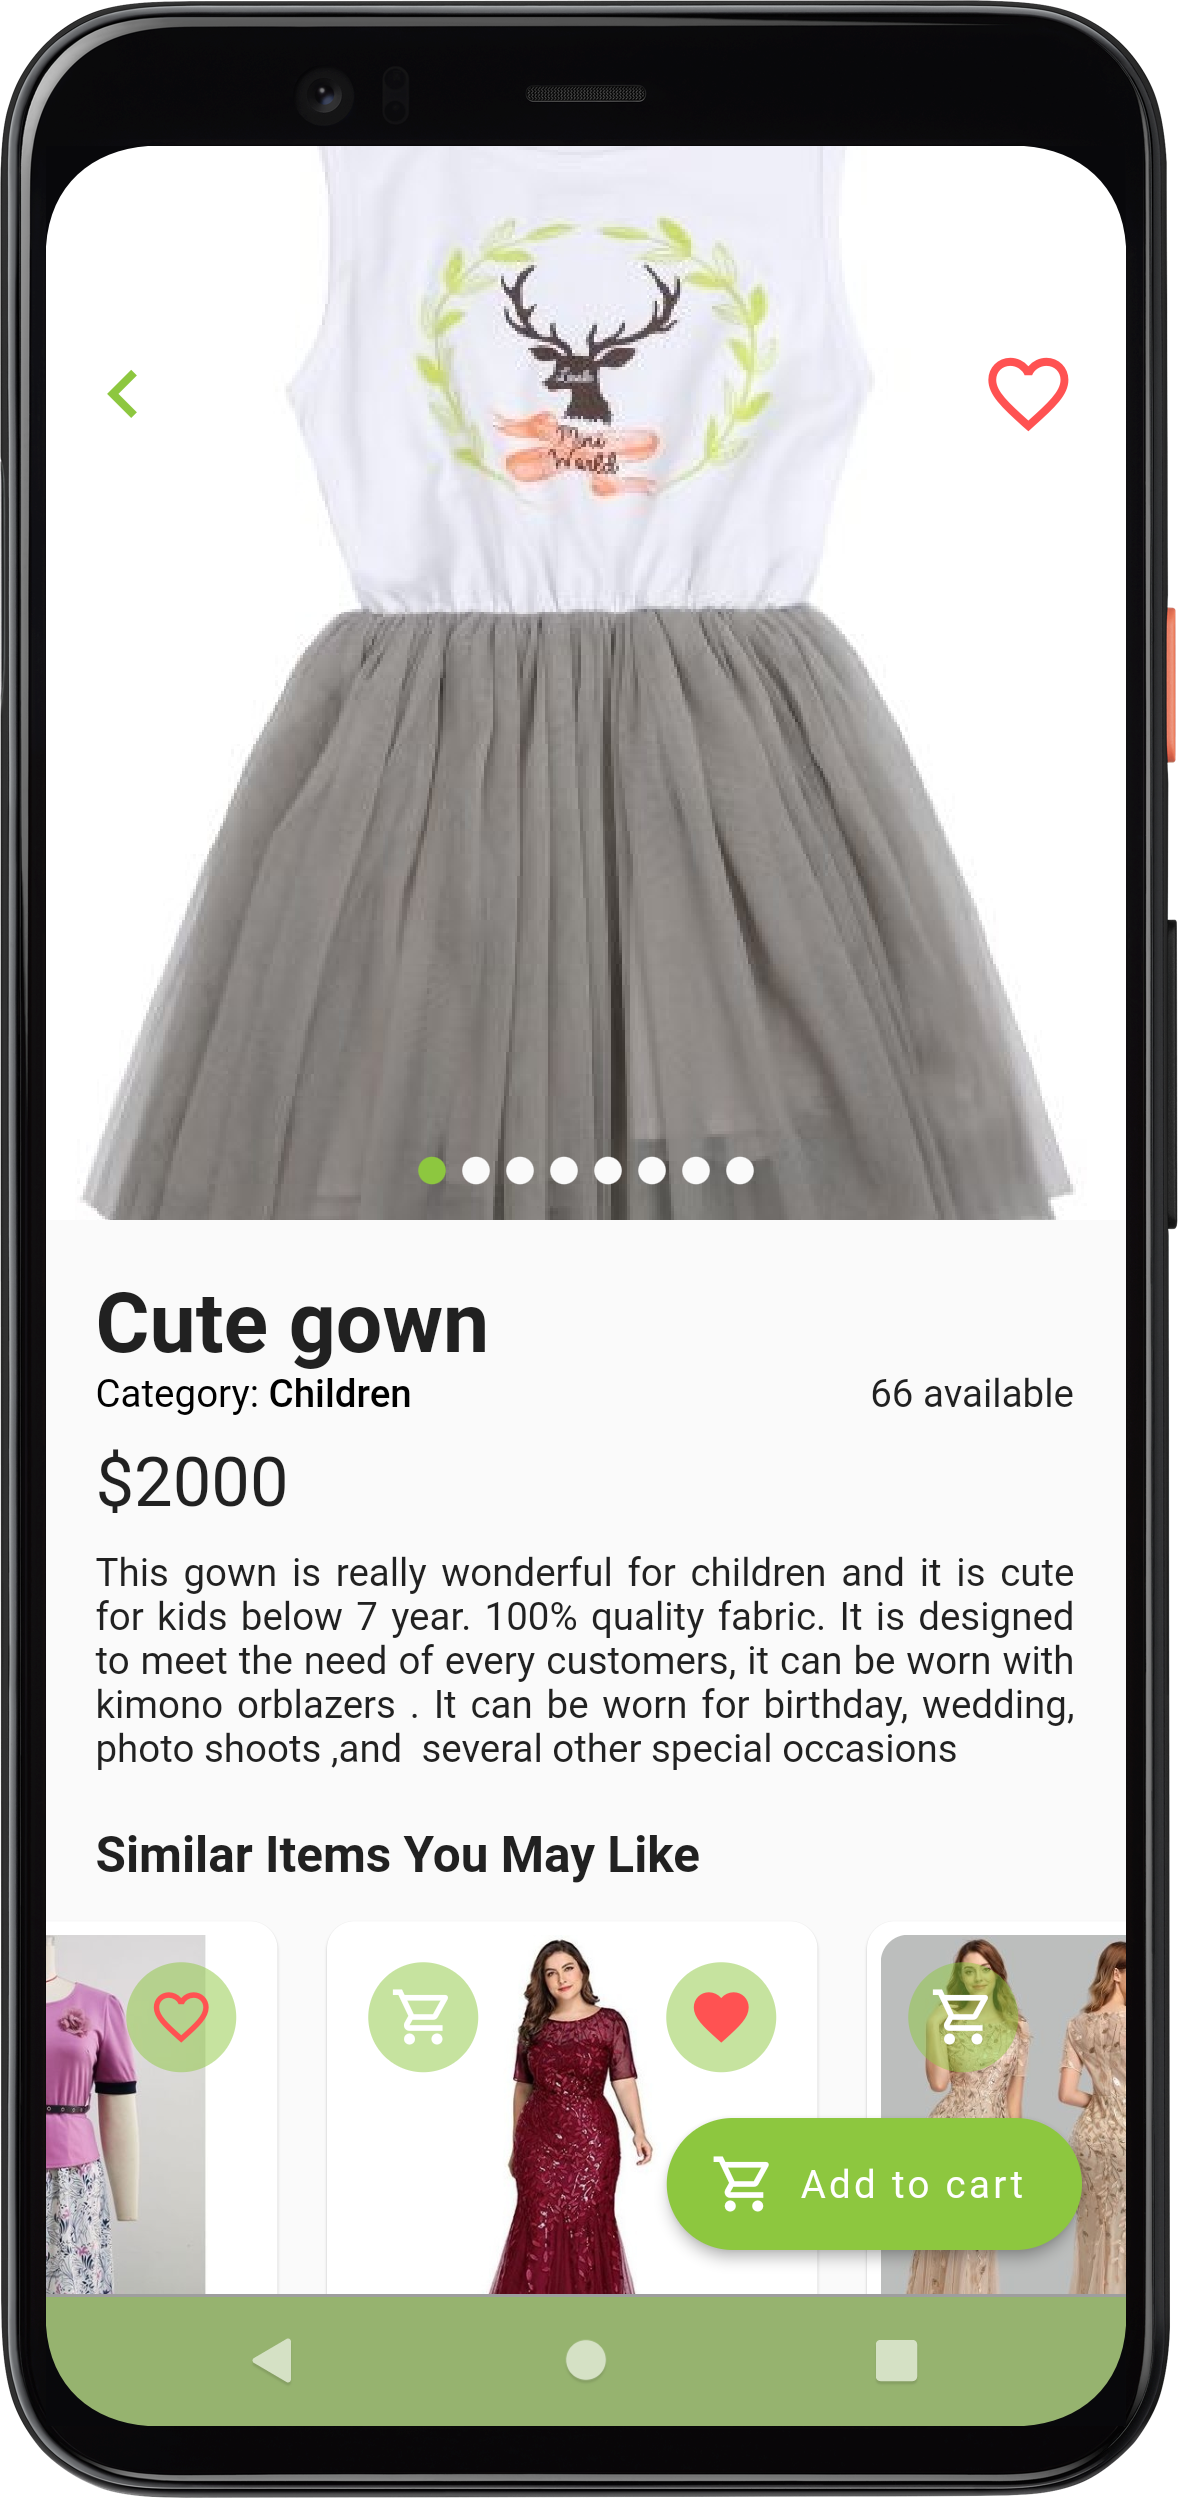 Mini
World
Cute gown
Category: Children
66 available
$2000
This gown is really wonderful for children and it is cute
for kids below 7 year. 100% quality fabric. It is designed
to meet the need of every customers, it can be worn with
kimono orblazers . It can be worn for birthday, wedding,
photo shoots ,and  several other special occasions
Similar Items You May Like
Add to cart